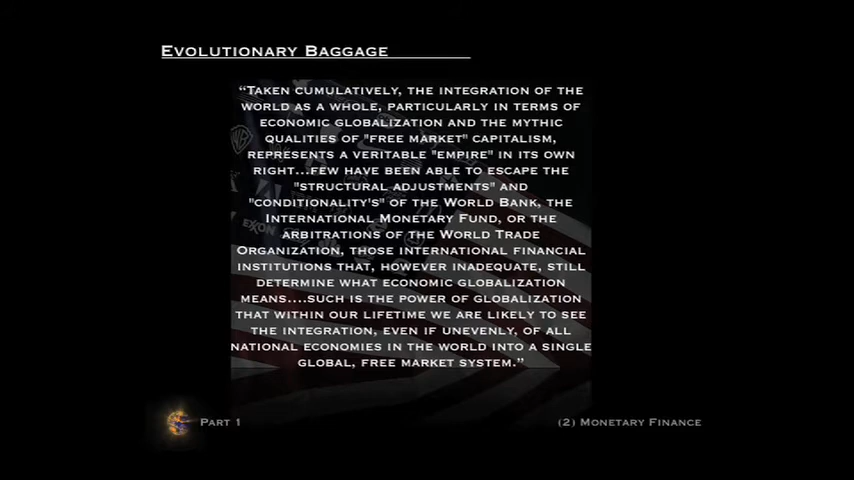 EVOLUTIONARY BAGGAGE
"TAKEN CUMULATIVELY, THE INTEGRATION OF THE
WORLD AS A WHOLE, PARTICULARLY IN TERMS OF
ECONOMIC GLOBALIZATION AND THE MYTHIC
QUALITIES OF "FREE MARKET" CAPITALISM,
REPRESENTS A VERITABLE "EMPIRE" IN ITS OWN
RIGHT...FEW HAVE BEEN ABLE TO ESCAPE THE
"STRUCTURAL ADJUSTMENTS" AND
"CONDITIONALITY'S" OF THE WORLD BANK, THE
INTERNATIONAL MONETARY FUND, OR THE
ARBITRATIONS OF THE WORLD TRADE
ORGANIZATION, THOSE INTERNATIONAL FINANCIAL
INSTITUTIONS THAT, HOWEVER INADEQUATE, STILL
DETERMINE WHAT ECONOMIC GLOBALIZATION
MEANS....SUCH IS THE POWER OF GLOBALIZATION
THAT WITHIN OUR LIFETIME WE ARE LIKELY TO SEE
THE INTEGRATION, EVEN IF UNEVENLY, OF ALL
NATIONAL ECONOMIES IN THE WORLD INTO A SINGLE
GLOBAL, FREE MARKET SYSTEM."
EXXON
PART 1
(2) MONETARY FINANCE